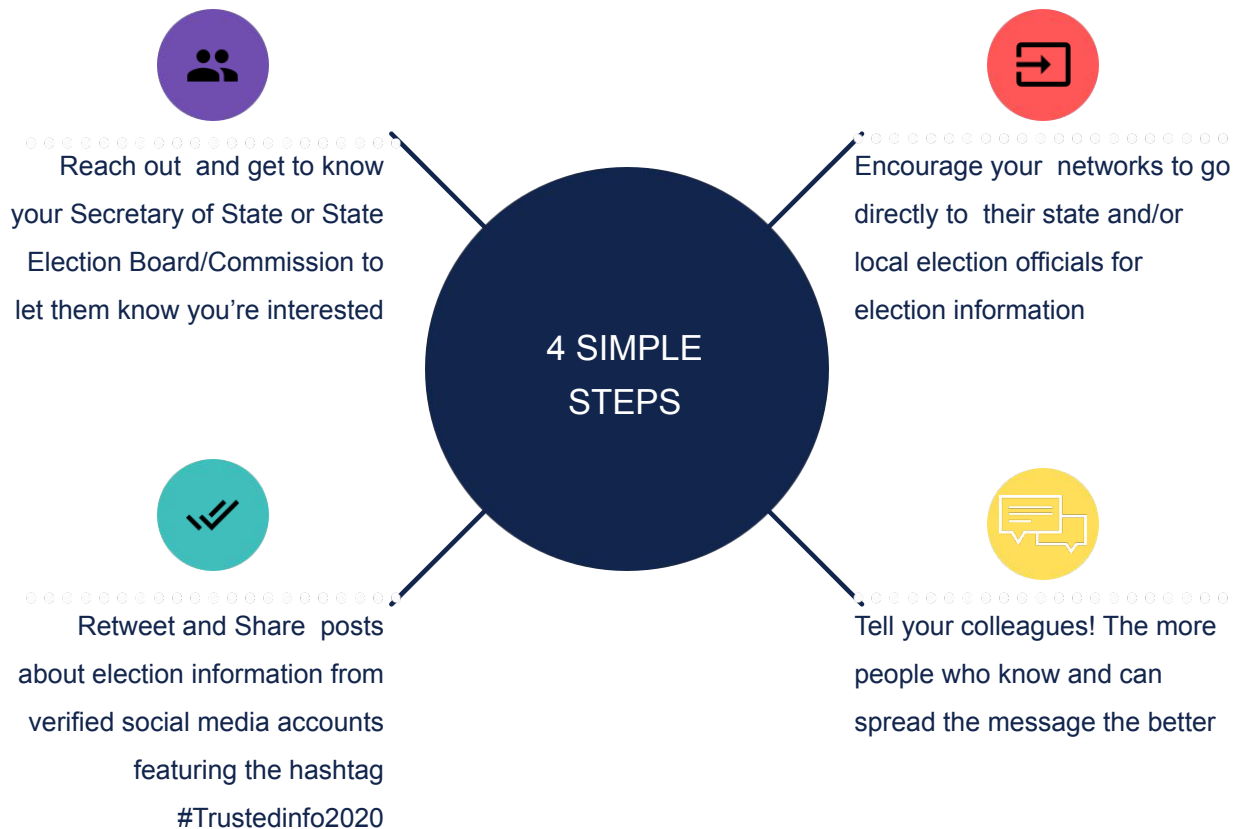 Reach out  and get to know
your Secretary of State or State
Election Board/Commission to
let them know you’re interested
Encourage your  networks to go
directly to  their state and/or
local election officials for
election information
4 SIMPLE
STEPS
Retweet and Share  posts
about election information from
verified social media accounts
featuring the hashtag
#Trustedinfo2020
Tell your colleagues! The more
people who know and can
spread the message the better